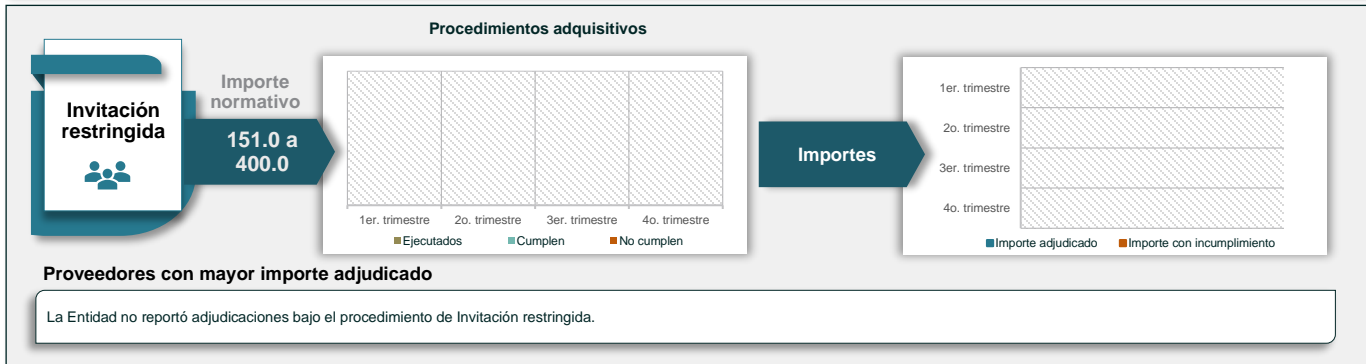 Procedimientos adquisitivos
Invitación
restringida
Importe
normativo
151.0 a
400.0
1er. trimestre
2o. trimestre
3er. trimestre
4o. trimestre
Ejecutados
Cumplen
No cumplen
Importes
1er. trimestre
2o. trimestre
3er. trimestre
4o. trimestre
Importe adjudicado
Importe con incumplimiento
Proveedores con mayor importe adjudicado
La Entidad no reportó adjudicaciones bajo el procedimiento de Invitación restringida.